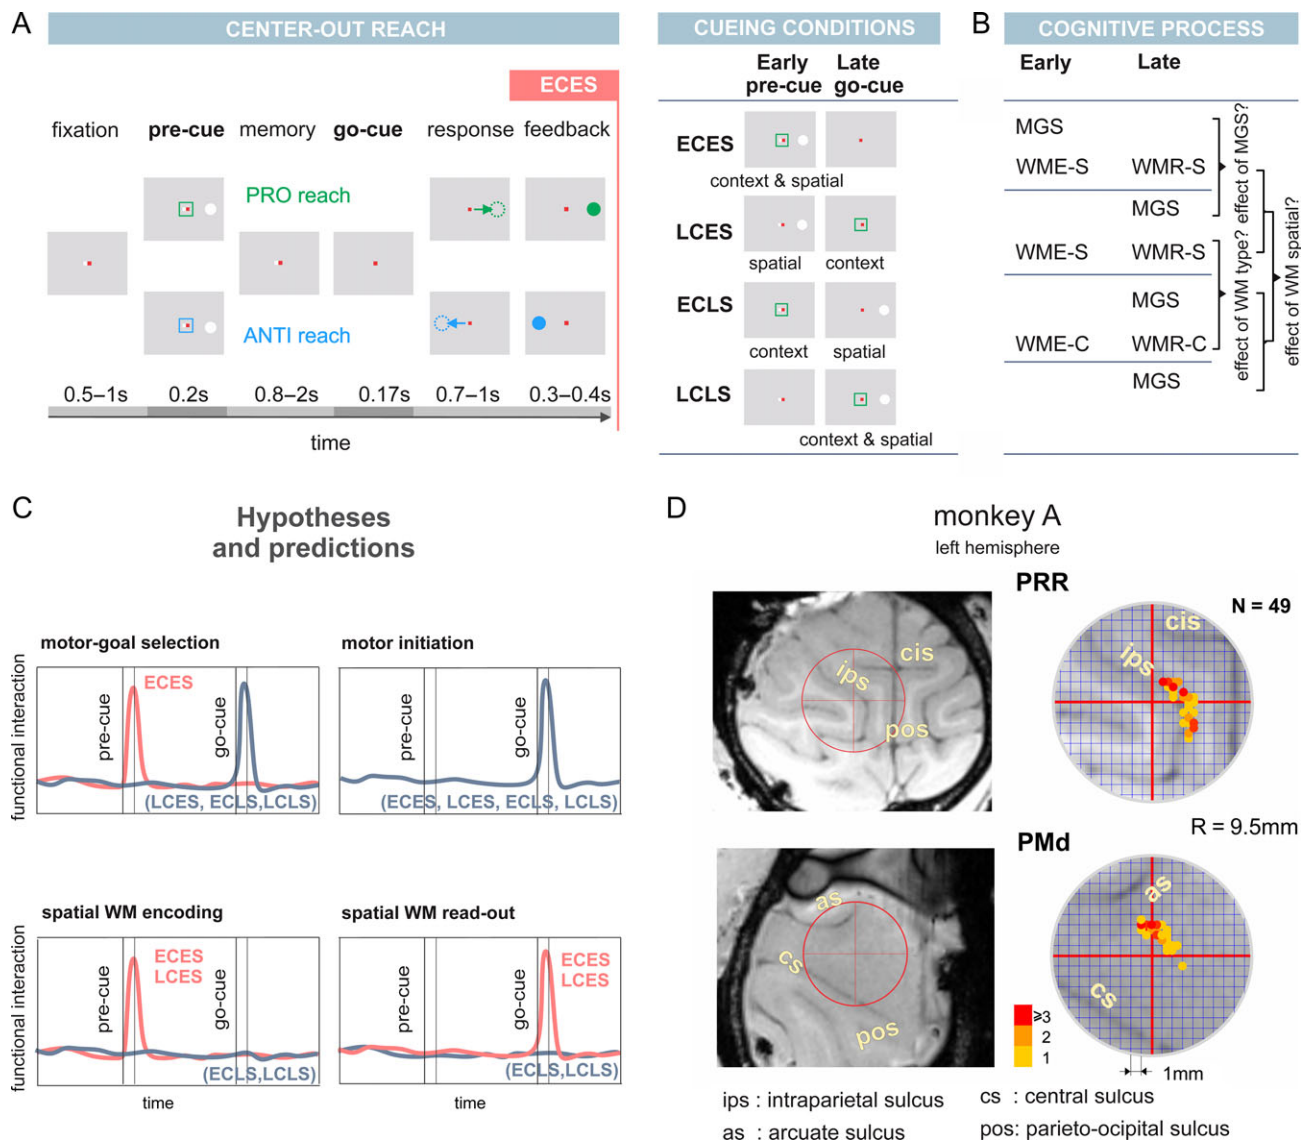 A
CENTER-OUT REACH
ECES
fixation
pre-cue
memory
go-cue
response
feedback
PRO reach
ANTI reach
0.5–1s
0.2s
0.8–2s
0.17s
0.7–1s
0.3–0.4s
time
CUEING CONDITIONS
Early
pre-cue
Late
go-cue
ECES
context & spatial
LCES
spatial
context
ECLS
context
spatial
LCLS
context & spatial
B
COGNITIVE PROCESS
Early
Late
MGS
WME-S
WMR-S
MGS
WME-S
WMR-S
MGS
WME-C
WMR-C
MGS
effect of MGS?
effect of WM type?
effect of WM spatial?
C
Hypotheses
and predictions
motor-goal selection
functional interaction
pre-cue
ECES
go-cue
(LCES, ECLS,LCLS)
motor initiation
pre-cue
go-cue
(ECES, LCES, ECLS, LCLS)
spatial WM encoding
functional interaction
pre-cue
ECES
LCES
go-cue
(ECLS,LCLS)
time
spatial WM read-out
pre-cue
go-cue
ECES
LCES
(ECLS,LCLS)
time
D
monkey A
left hemisphere
PRR
N = 49
cis
ips
pos
cis
ips
R = 9.5mm
PMd
as
cs
pos
as
cs
⩾3
2
1
1mm
ips : intraparietal sulcus
cs : central sulcus
as : arcuate sulcus
pos: parieto-ocipital sulcus